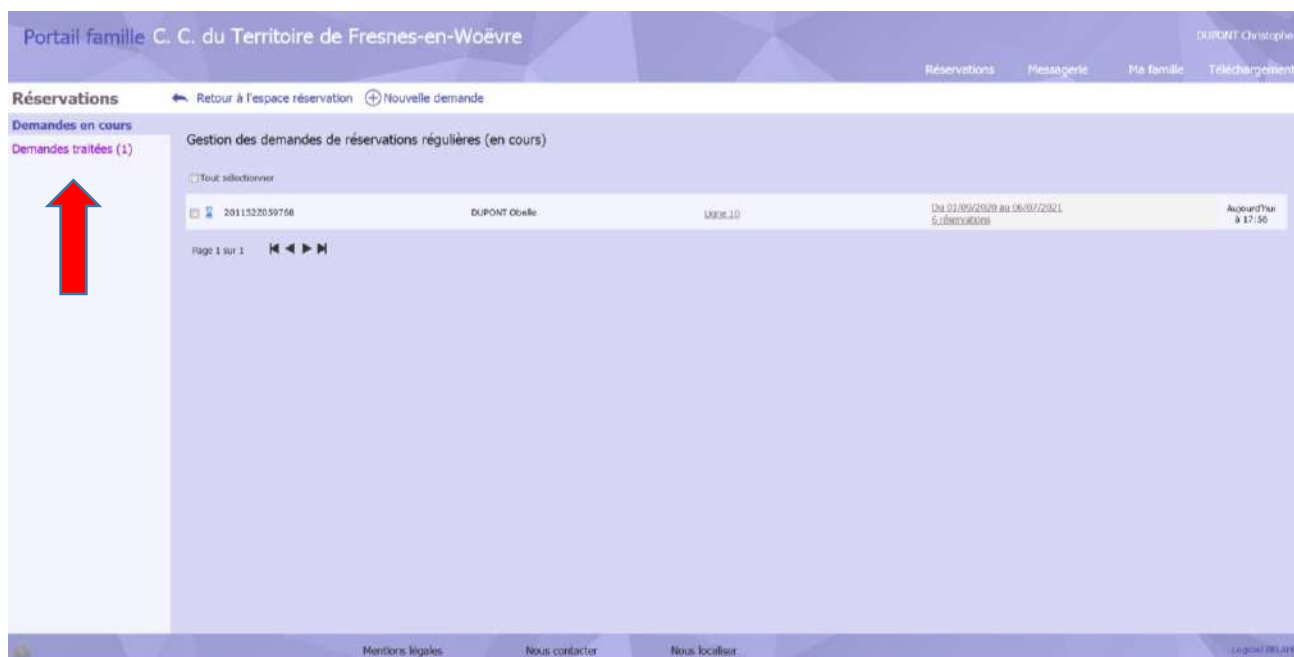 Portail famille C. C. du Territoire de Fresnes-en-Woëvre
DUPONT Christophe
Réservations Messagerie Ma famille Téléchargement
Réservations
Retour à l'espace réservation Nouvelle demande
Demandes en cours
Demandes traitées (1)
Gestion des demandes de réservations régulières (en cours)
Tout sélectionner
DUPONT Obelle Ligne 10 Du 01/09/2020 au 06/07/2021 Aujourd'hui
6 réservations à 17:56
Page 1 sur 1
Mentions légales Nous contacter Nous localiser Logiciel